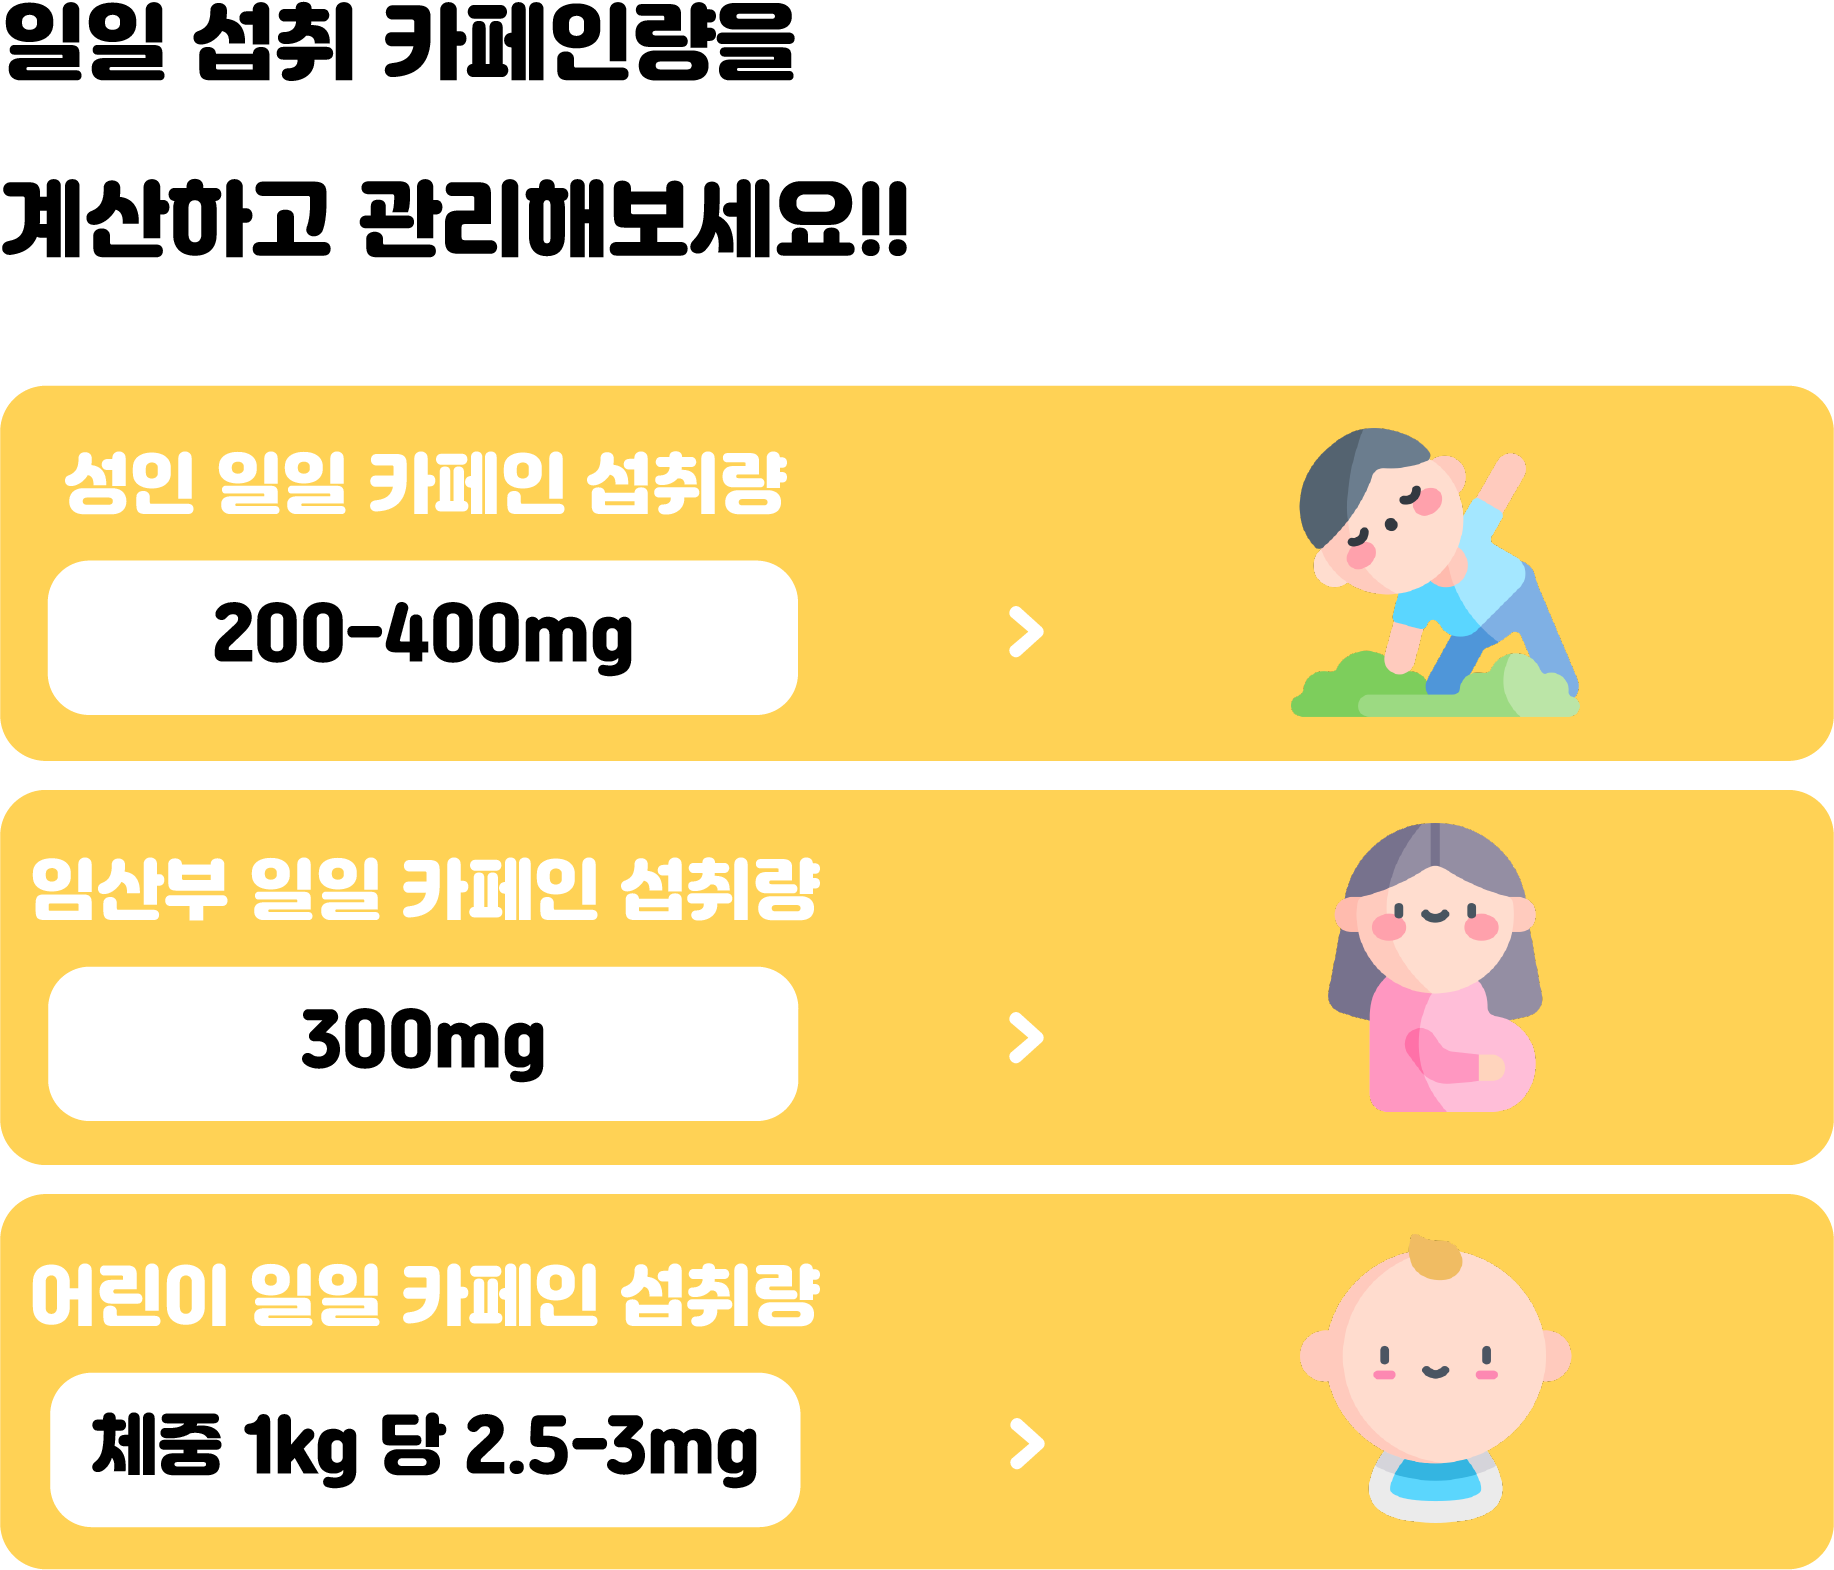 일일 섭취 카페인량을
계산하고 관리해보세요!!
성인 일일 카페인 섭취량
200-400mg
임산부 일일 카페인 섭취량
300mg
어린이 일일 카페인 섭취량
체중 1kg 당 2.5-3mg